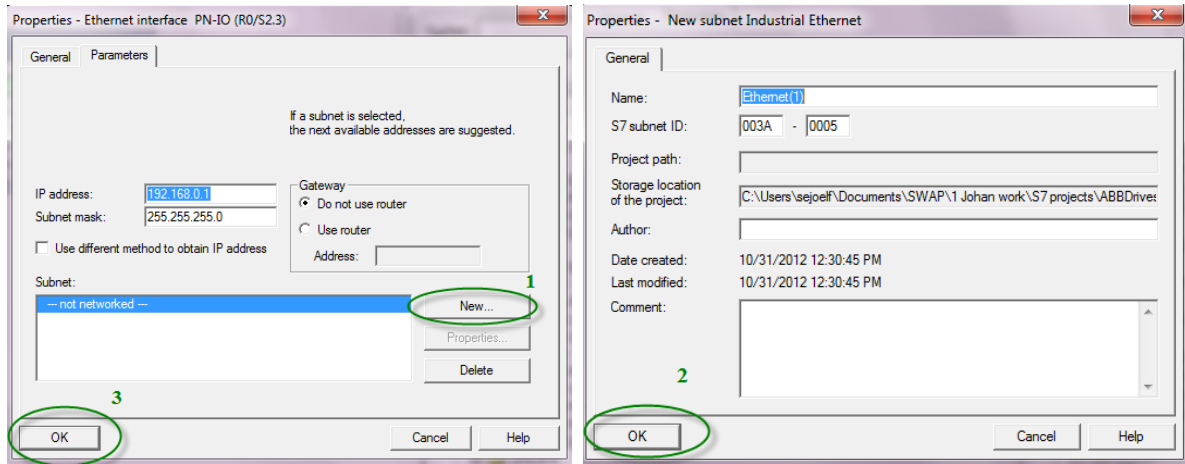 Properties - Ethernet interface PN-IO (R0/S2.3)
General Parameters
If a subnet is selected,
the next available addresses are suggested.
IP address: 192.168.0.1
Subnet mask: 255.255.255.0
Use different method to obtain IP address
Gateway
Do not use router
Use router
Address:
Subnet:
--- not networked ---
1
New...
Properties...
Delete
3
OK Cancel Help
Properties - New subnet Industrial Ethernet
General
Name: Ethernet(1)
S7 subnet ID: 003A - 0005
Project path:
Storage location
of the project: C:\Users\sejoelf\Documents\SWAP\1 Johan work\S7 projects\ABBDrives
Author:
Date created: 10/31/2012 12:30:45 PM
Last modified: 10/31/2012 12:30:45 PM
Comment:
2
OK Cancel Help